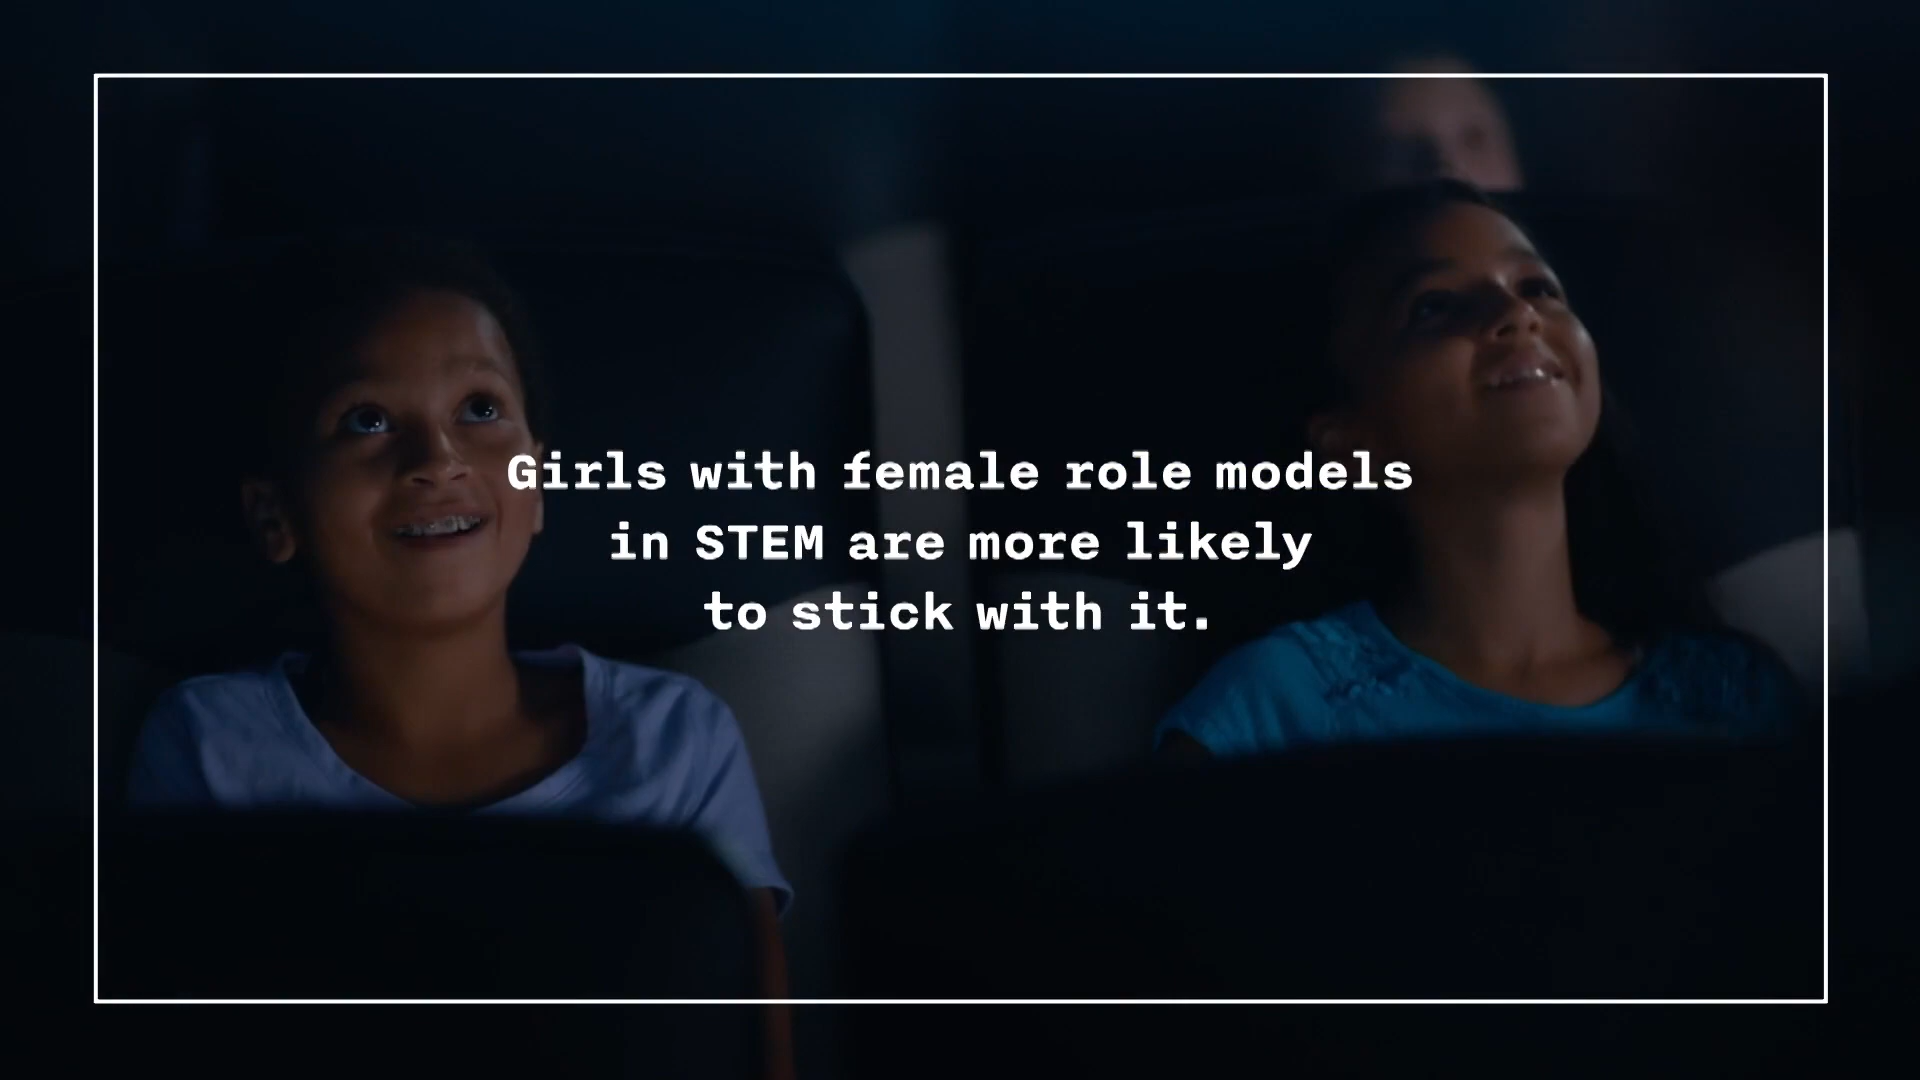 Girls with female role models
in STEM are more likely
to stick with it.